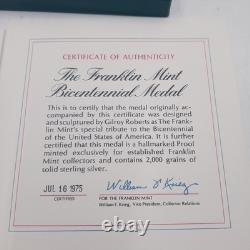 CERTIFICATE OF AUTHENTICITY
The Franklin Mint
Bicentennial Medal
This is to certify that the medal originally ac-
companied by this certificate was designed and
sculptured by Gilroy Roberts as The Frank-
lin Mint's special tribute to the Bicentennial
of the United States of America. It is further
certified that this medal is a hallmarked Proof
minted exclusively for established Franklin
Mint collectors and contains 2,000 grains of
solid sterling silver.
JUL 16 1975
William F. Krieg
CERTIFIED
FOR THE FRANKLIN MINT
William F. Krieg, Vice President, Collector Relations